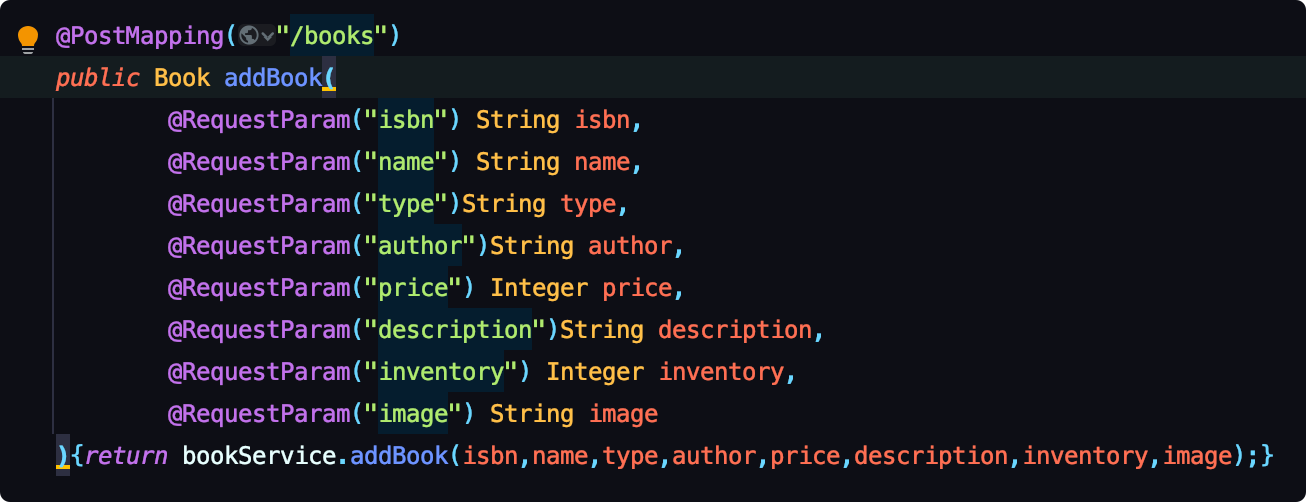 @PostMapping("/books")
public Book addBook(
@RequestParam("isbn") String isbn,
@RequestParam("name") String name,
@RequestParam("type")String type,
@RequestParam("author")String author,
@RequestParam("price") Integer price,
@RequestParam("description")String description,
@RequestParam("inventory") Integer inventory,
@RequestParam("image") String image
){return bookService.addBook(isbn,name,type,author,price,description,inventory,image);}